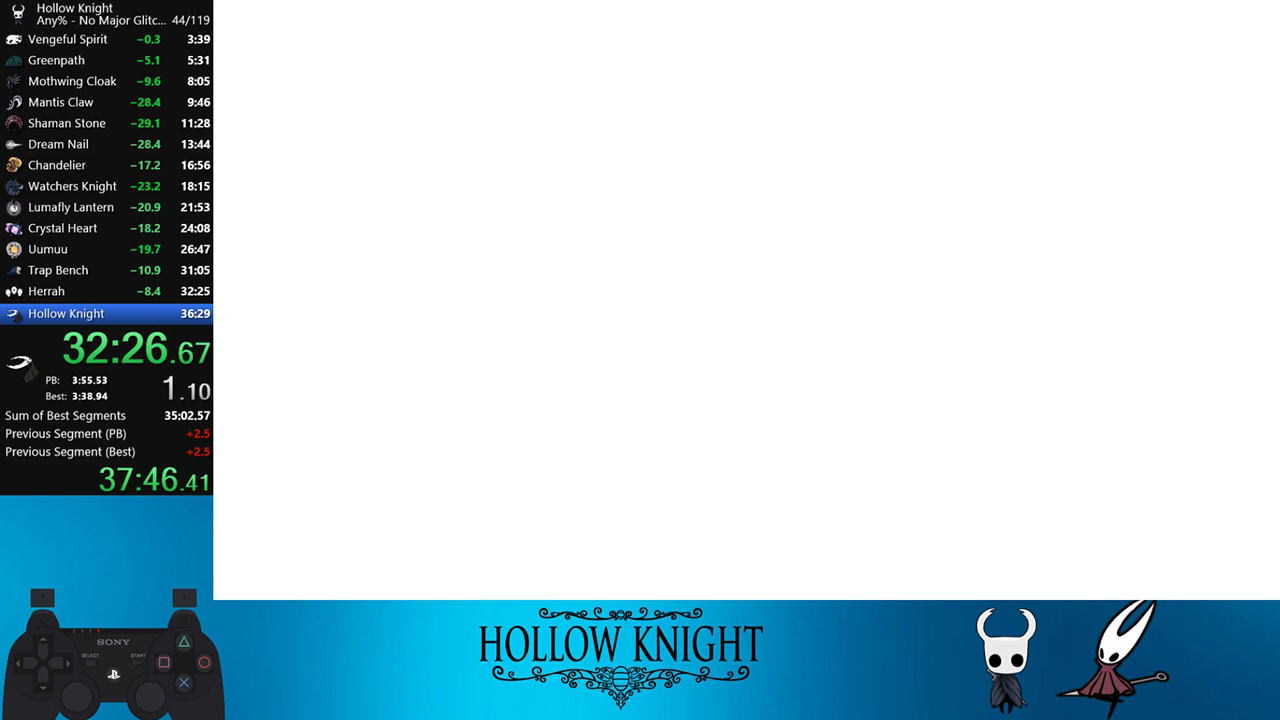 Hollow Knight
Any% - No Major Glitc... 44/119
Vengeful Spirit −0.3 3:39
Greenpath −5.1 5:31
Mothwing Cloak −9.6 8:05
Mantis Claw −28.4 9:46
Shaman Stone −29.1 11:28
Dream Nail −28.4 13:44
Chandelier −17.2 16:56
Watchers Knight −23.2 18:15
Lumafly Lantern −20.9 21:53
Crystal Heart −18.2 24:08
Uumuu −19.7 26:47
Trap Bench −10.9 31:05
Herrah −8.4 32:25
Hollow Knight 36:29
32:26.67
PB: 3:55.53 1.10
Best: 3:38.94
Sum of Best Segments 35:02.57
Previous Segment (PB) +2.5
Previous Segment (Best) +2.5
37:46.41
SONY
SELECT START
HOLLOW KNIGHT